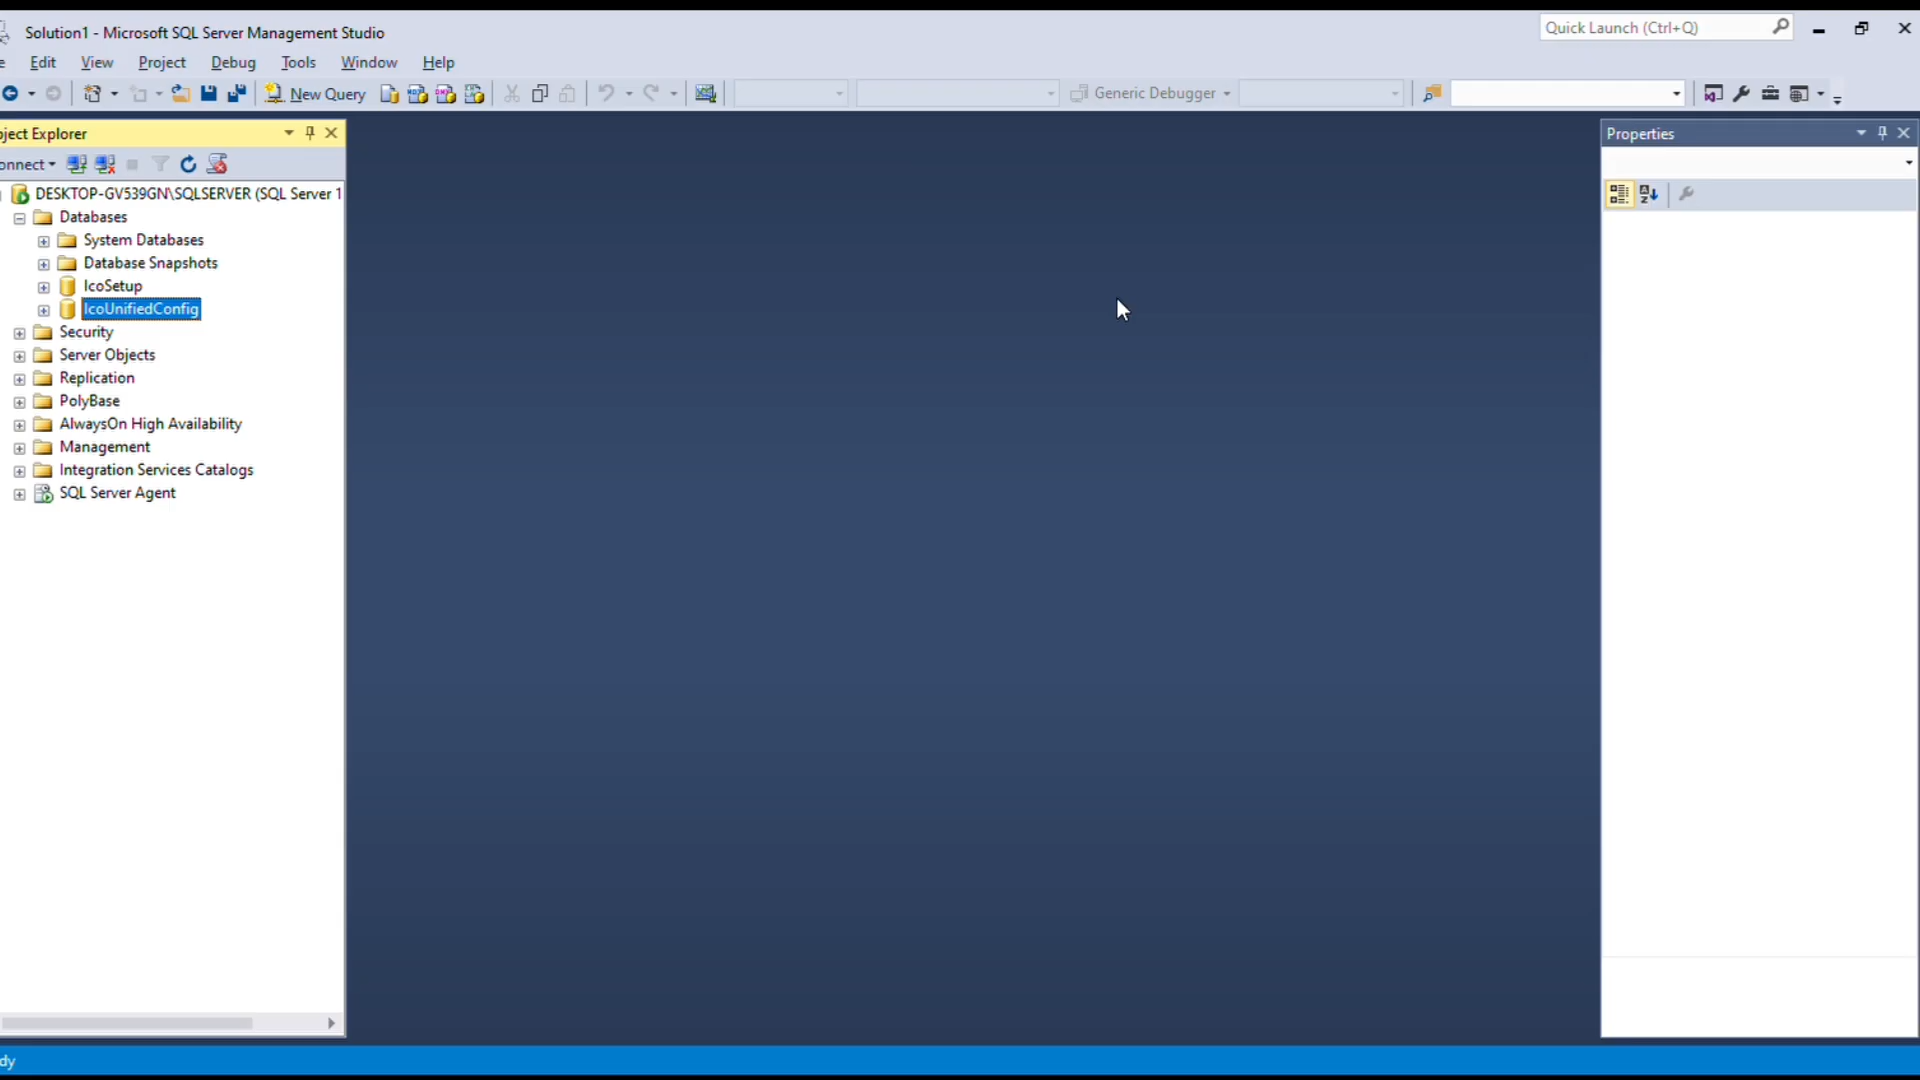 Solution1 - Microsoft SQL Server Management Studio
Quick Launch (Ctrl+Q)
e Edit View Project Debug Tools Window Help
New Query
Generic Debugger
ject Explorer
onnect
DESKTOP-GV539GN\SQLSERVER (SQL Server 1
Databases
System Databases
Database Snapshots
IcoSetup
IcoUnifiedConfig
Security
Server Objects
Replication
PolyBase
AlwaysOn High Availability
Management
Integration Services Catalogs
SQL Server Agent
Properties
dy